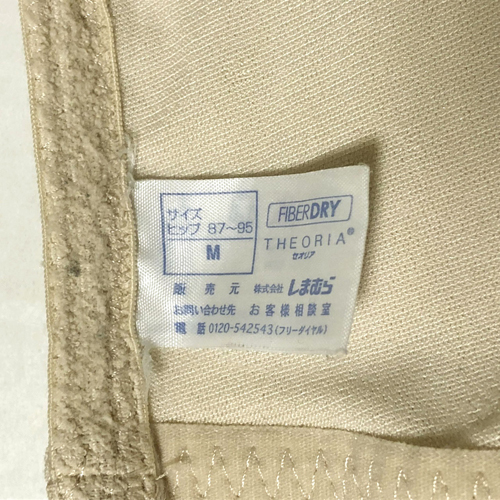 サイズ
ヒップ 87〜95
M
FIBERDRY
THEORIA®
セオリア
販売元 株式会社 しまむら
お問い合わせ先 お客様相談室
電話 0120-542543(フリーダイヤル)